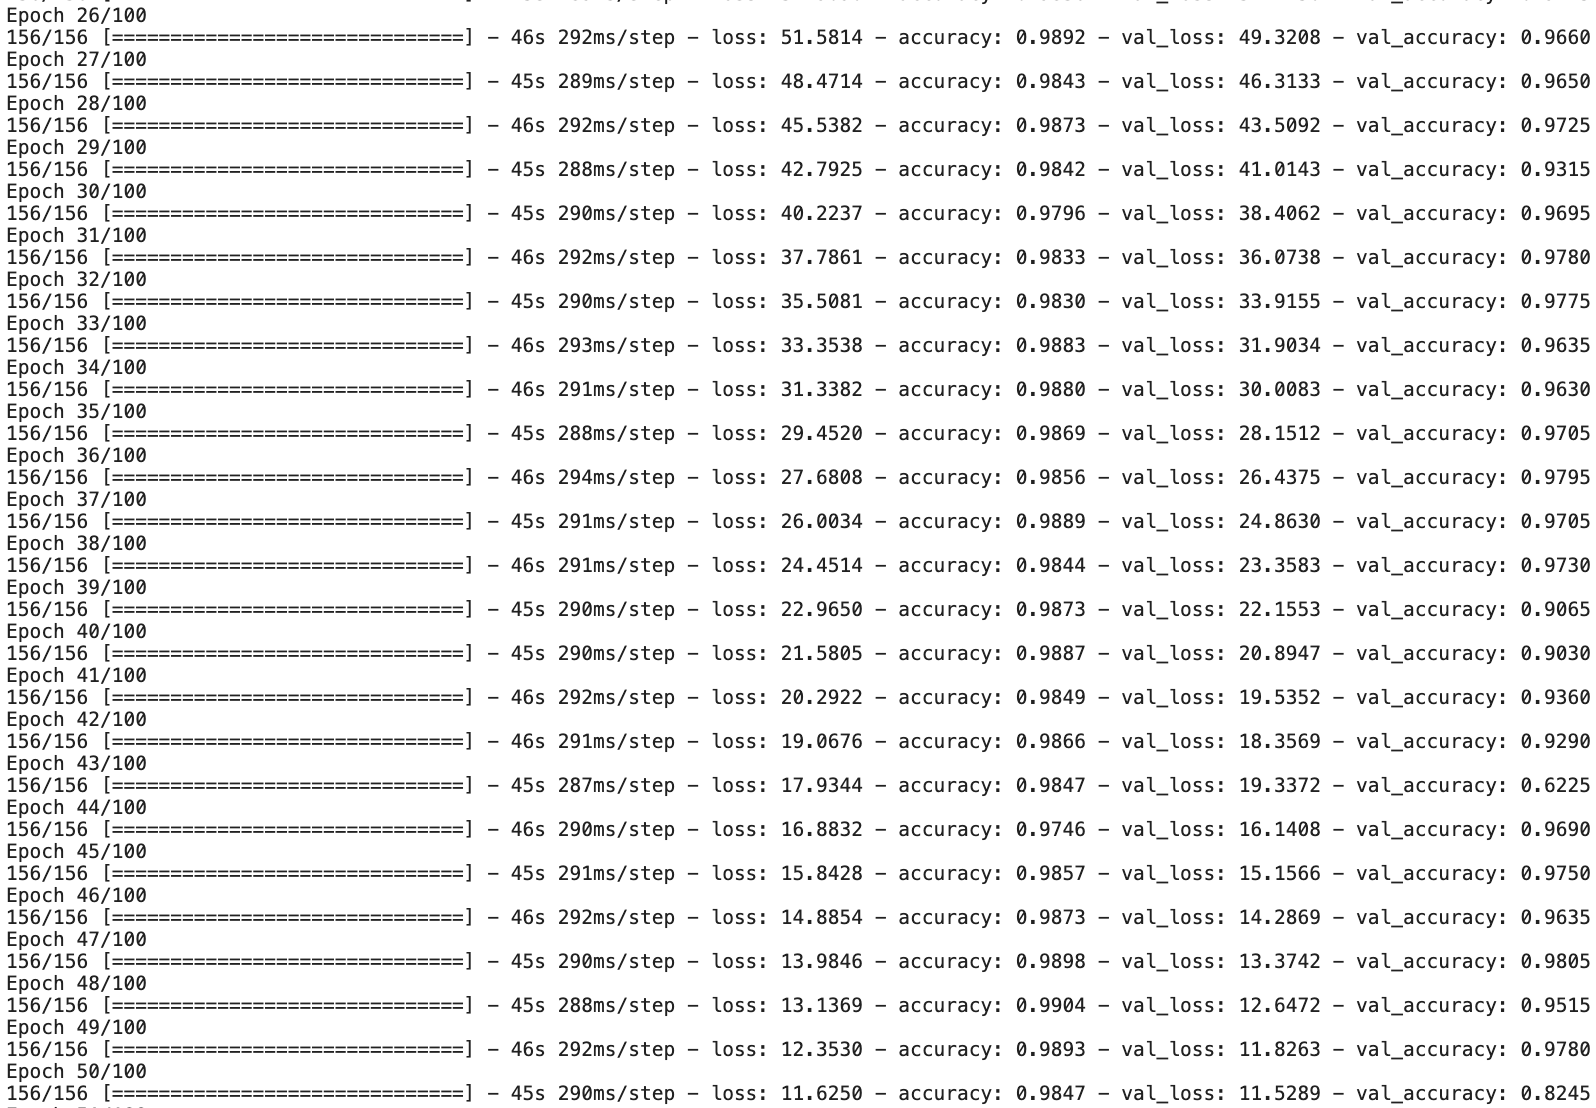 Epoch 26/100
156/156 [==============================] - 46s 292ms/step - loss: 51.5814 - accuracy: 0.9892 - val_loss: 49.3208 - val_accuracy: 0.9660
Epoch 27/100
156/156 [==============================] - 45s 289ms/step - loss: 48.4714 - accuracy: 0.9843 - val_loss: 46.3133 - val_accuracy: 0.9650
Epoch 28/100
156/156 [==============================] - 46s 292ms/step - loss: 45.5382 - accuracy: 0.9873 - val_loss: 43.5092 - val_accuracy: 0.9725
Epoch 29/100
156/156 [==============================] - 45s 288ms/step - loss: 42.7925 - accuracy: 0.9842 - val_loss: 41.0143 - val_accuracy: 0.9315
Epoch 30/100
156/156 [==============================] - 45s 290ms/step - loss: 40.2237 - accuracy: 0.9796 - val_loss: 38.4062 - val_accuracy: 0.9695
Epoch 31/100
156/156 [==============================] - 46s 292ms/step - loss: 37.7861 - accuracy: 0.9833 - val_loss: 36.0738 - val_accuracy: 0.9780
Epoch 32/100
156/156 [==============================] - 45s 290ms/step - loss: 35.5081 - accuracy: 0.9830 - val_loss: 33.9155 - val_accuracy: 0.9775
Epoch 33/100
156/156 [==============================] - 46s 293ms/step - loss: 33.3538 - accuracy: 0.9883 - val_loss: 31.9034 - val_accuracy: 0.9635
Epoch 34/100
156/156 [==============================] - 46s 291ms/step - loss: 31.3382 - accuracy: 0.9880 - val_loss: 30.0083 - val_accuracy: 0.9630
Epoch 35/100
156/156 [==============================] - 45s 288ms/step - loss: 29.4520 - accuracy: 0.9869 - val_loss: 28.1512 - val_accuracy: 0.9705
Epoch 36/100
156/156 [==============================] - 46s 294ms/step - loss: 27.6808 - accuracy: 0.9856 - val_loss: 26.4375 - val_accuracy: 0.9795
Epoch 37/100
156/156 [==============================] - 45s 291ms/step - loss: 26.0034 - accuracy: 0.9889 - val_loss: 24.8630 - val_accuracy: 0.9705
Epoch 38/100
156/156 [==============================] - 46s 291ms/step - loss: 24.4514 - accuracy: 0.9844 - val_loss: 23.3583 - val_accuracy: 0.9730
Epoch 39/100
156/156 [==============================] - 45s 290ms/step - loss: 22.9650 - accuracy: 0.9873 - val_loss: 22.1553 - val_accuracy: 0.9065
Epoch 40/100
156/156 [==============================] - 45s 290ms/step - loss: 21.5805 - accuracy: 0.9887 - val_loss: 20.8947 - val_accuracy: 0.9030
Epoch 41/100
156/156 [==============================] - 46s 292ms/step - loss: 20.2922 - accuracy: 0.9849 - val_loss: 19.5352 - val_accuracy: 0.9360
Epoch 42/100
156/156 [==============================] - 46s 291ms/step - loss: 19.0676 - accuracy: 0.9866 - val_loss: 18.3569 - val_accuracy: 0.9290
Epoch 43/100
156/156 [==============================] - 45s 287ms/step - loss: 17.9344 - accuracy: 0.9847 - val_loss: 19.3372 - val_accuracy: 0.6225
Epoch 44/100
156/156 [==============================] - 46s 290ms/step - loss: 16.8832 - accuracy: 0.9746 - val_loss: 16.1408 - val_accuracy: 0.9690
Epoch 45/100
156/156 [==============================] - 45s 291ms/step - loss: 15.8428 - accuracy: 0.9857 - val_loss: 15.1566 - val_accuracy: 0.9750
Epoch 46/100
156/156 [==============================] - 46s 292ms/step - loss: 14.8854 - accuracy: 0.9873 - val_loss: 14.2869 - val_accuracy: 0.9635
Epoch 47/100
156/156 [==============================] - 45s 290ms/step - loss: 13.9846 - accuracy: 0.9898 - val_loss: 13.3742 - val_accuracy: 0.9805
Epoch 48/100
156/156 [==============================] - 45s 288ms/step - loss: 13.1369 - accuracy: 0.9904 - val_loss: 12.6472 - val_accuracy: 0.9515
Epoch 49/100
156/156 [==============================] - 46s 292ms/step - loss: 12.3530 - accuracy: 0.9893 - val_loss: 11.8263 - val_accuracy: 0.9780
Epoch 50/100
156/156 [==============================] - 45s 290ms/step - loss: 11.6250 - accuracy: 0.9847 - val_loss: 11.5289 - val_accuracy: 0.8245